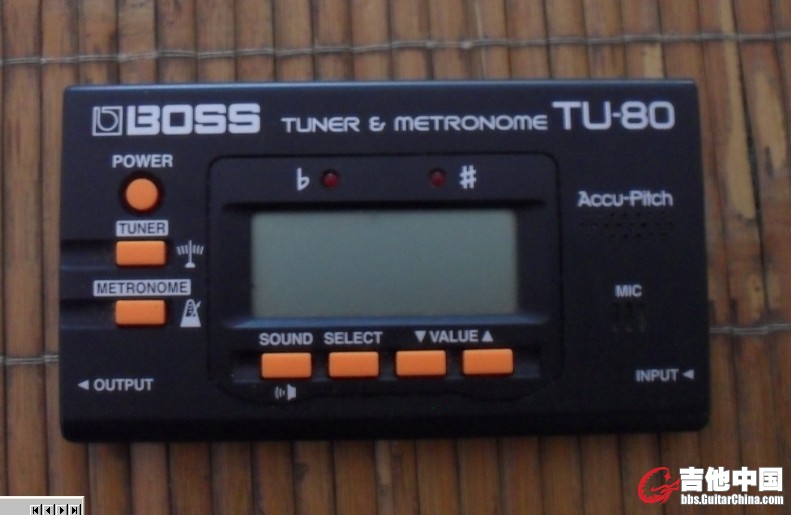 BOSS TUNER & METRONOME TU-80
POWER
TUNER
METRONOME
♭ ♯
Accu-Pitch
MIC
SOUND SELECT ▼ VALUE ▲
◄ OUTPUT
INPUT ◄
吉他中国
bbs.GuitarChina.com